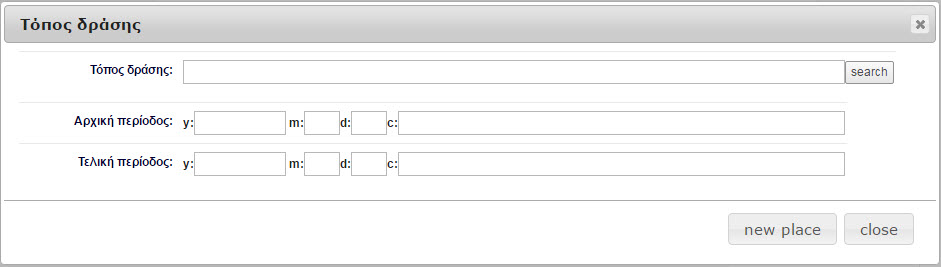 Τόπος δράσης
Τόπος δράσης: search
Αρχική περίοδος: y: m: d: c:
Τελική περίοδος: y: m: d: c:
new place close